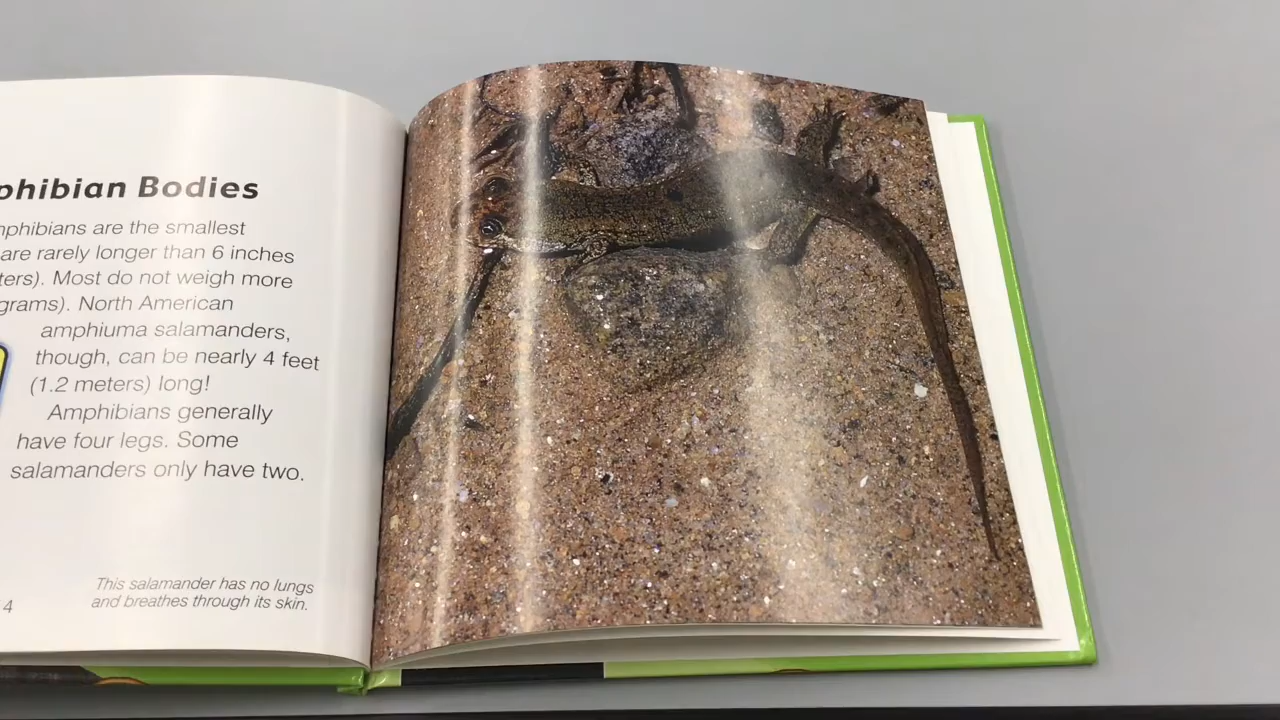 phibian Bodies
mphibians are the smallest
are rarely longer than 6 inches
ters). Most do not weigh more
grams). North American
amphiuma salamanders,
though, can be nearly 4 feet
(1.2 meters) long!
Amphibians generally
have four legs. Some
salamanders only have two.
This salamander has no lungs
and breathes through its skin.
4